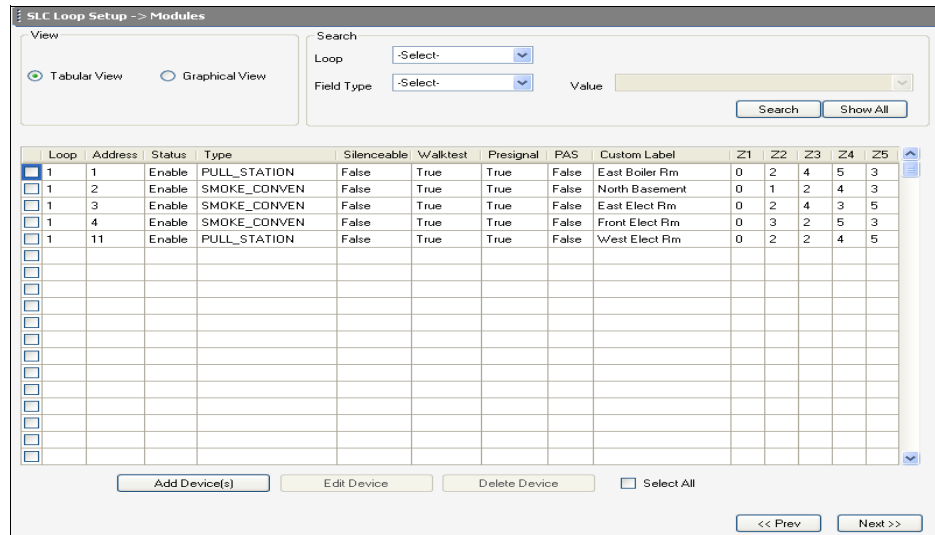 SLC Loop Setup -> Modules
View
Tabular View Graphical View
Search
Loop -Select-
Field Type -Select- Value
Search Show All
Loop Address Status Type Silenceable Walktest Presignal PAS Custom Label Z1 Z2 Z3 Z4 Z5
1 1 Enable PULL_STATION False True True False East Boiler Rm 0 2 4 5 3
1 2 Enable SMOKE_CONVEN False True True False North Basement 0 1 2 4 3
1 3 Enable SMOKE_CONVEN False True True False East Elect Rm 0 2 4 3 5
1 4 Enable SMOKE_CONVEN False True True False Front Elect Rm 0 3 2 5 3
1 11 Enable PULL_STATION False True True False West Elect Rm 0 2 2 4 5
Add Device(s) Edit Device Delete Device Select All
<< Prev Next >>